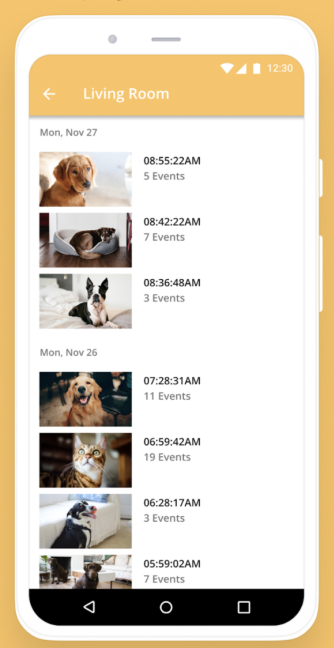 12:30
Living Room
Mon, Nov 27
08:55:22AM
5 Events
08:42:22AM
7 Events
08:36:48AM
3 Events
Mon, Nov 26
07:28:31AM
11 Events
06:59:42AM
19 Events
06:28:17AM
3 Events
05:59:02AM
7 Events